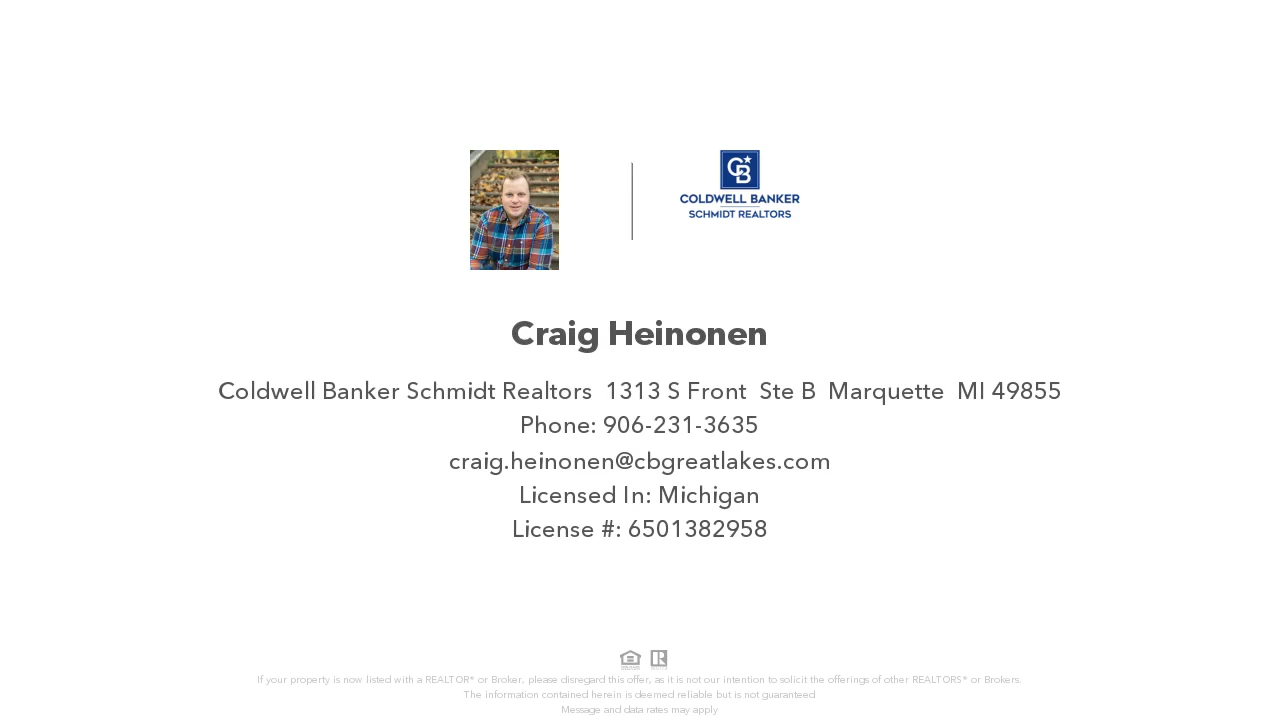 CB
COLDWELL BANKER
SCHMIDT REALTORS
Craig Heinonen
Coldwell Banker Schmidt Realtors 1313 S Front Ste B Marquette MI 49855
Phone: 906-231-3635
craig.heinonen@cbgreatlakes.com
Licensed In: Michigan
License #: 6501382958
If your property is now listed with a REALTOR® or Broker, please disregard this offer, as it is not our intention to solicit the offerings of other REALTORS® or Brokers.
The information contained herein is deemed reliable but is not guaranteed
Message and data rates may apply